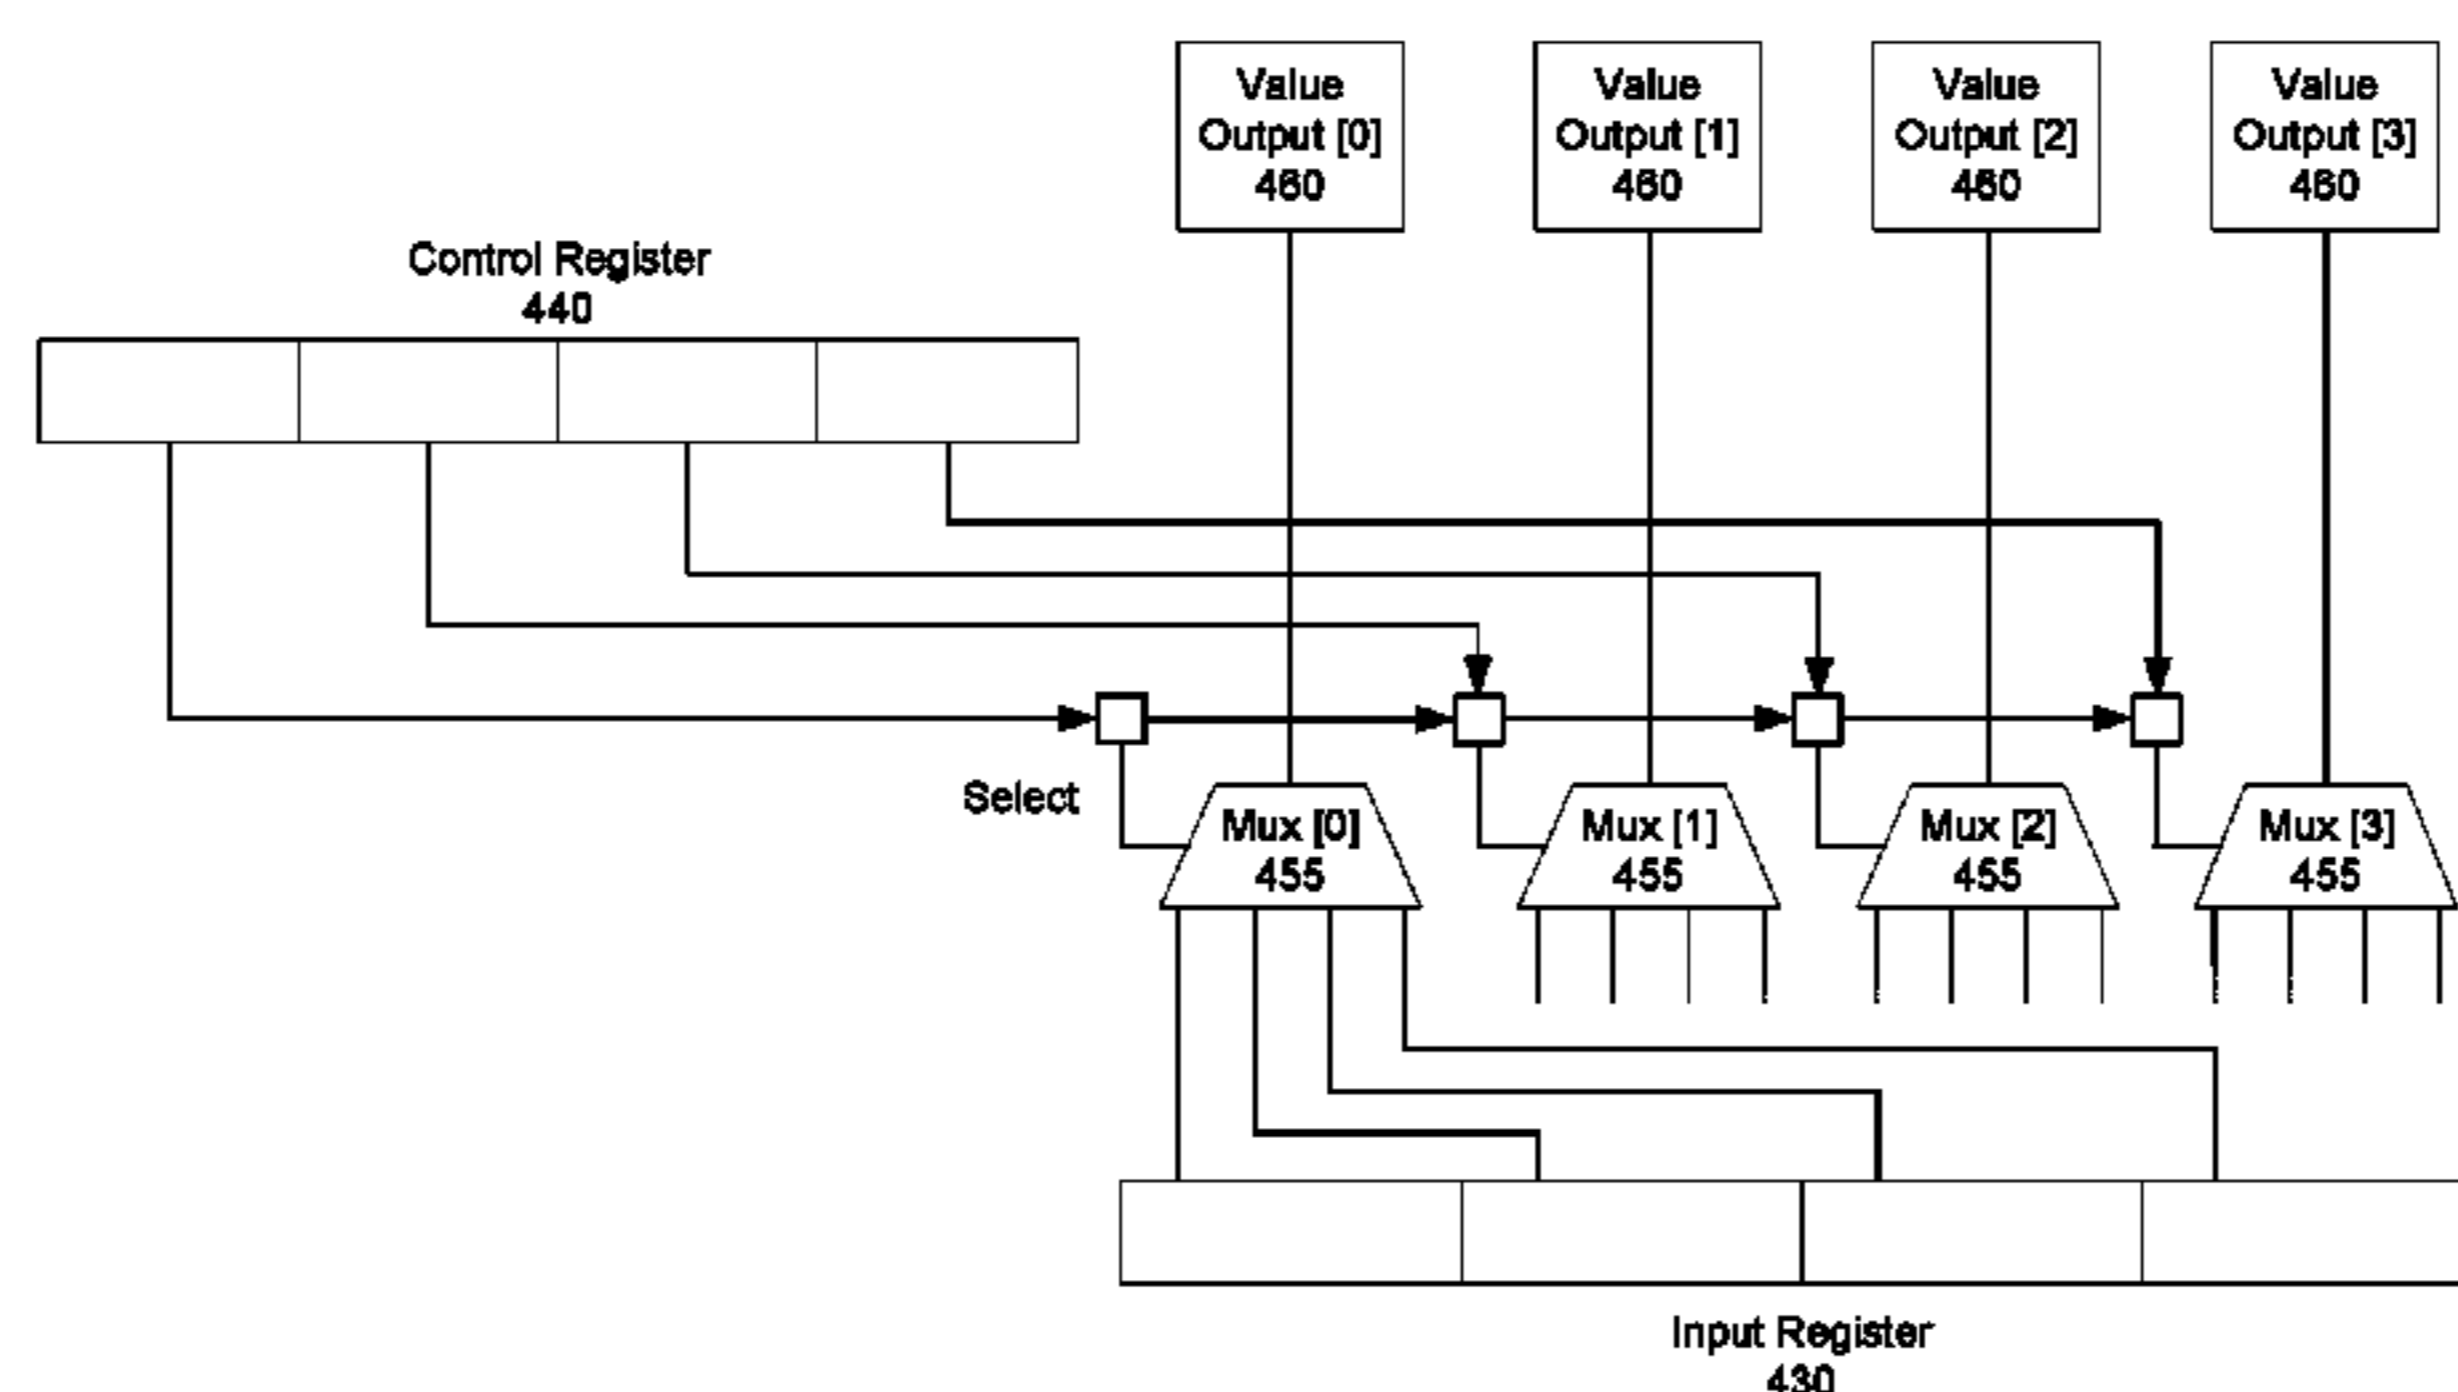 Value
Output [0]
460
Value
Output [1]
460
Value
Output [2]
460
Value
Output [3]
460
Control Register
440
Select
Mux [0]
455
Mux [1]
455
Mux [2]
455
Mux [3]
455
Input Register
430